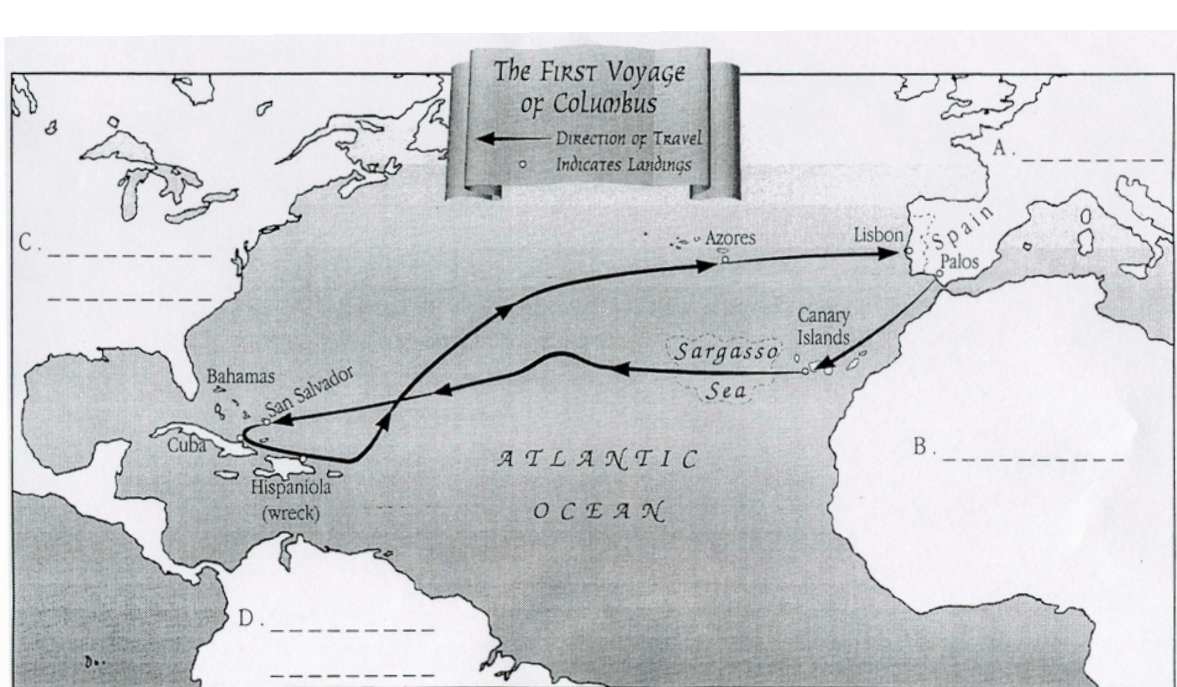 The First Voyage
of Columbus
Direction of Travel
Indicates Landings
A.
C.
Azores
Lisbon
Spain
Palos
Canary
Islands
Sargasso
Sea
Bahamas
San Salvador
Cuba
B.
ATLANTIC
OCEAN
Hispaniola
(wreck)
D.